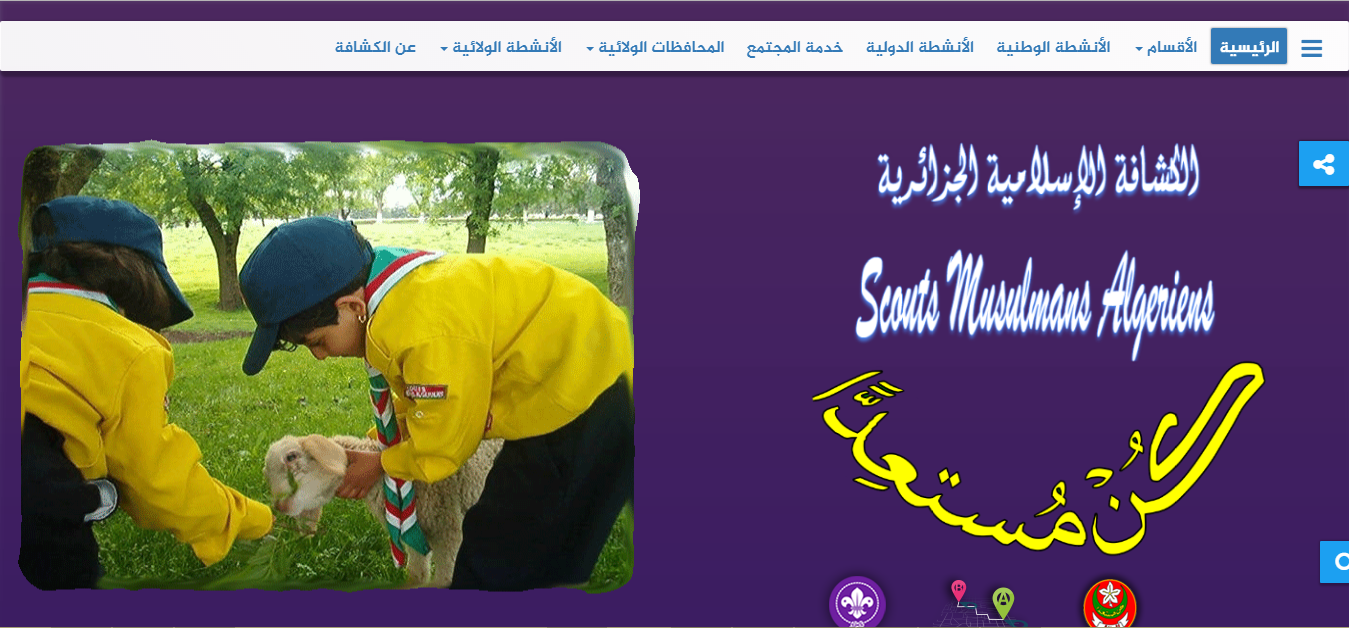 الرئيسية
الأقسام
الأنشطة الوطنية
الأنشطة الدولية
خدمة المجتمع
المحافظات الولائية
الأنشطة الولائية
عن الكشافة
الكشافة الإسلامية الجزائرية
Scouts Musulmans Algeriens
كُنْ مُستعِدًّا